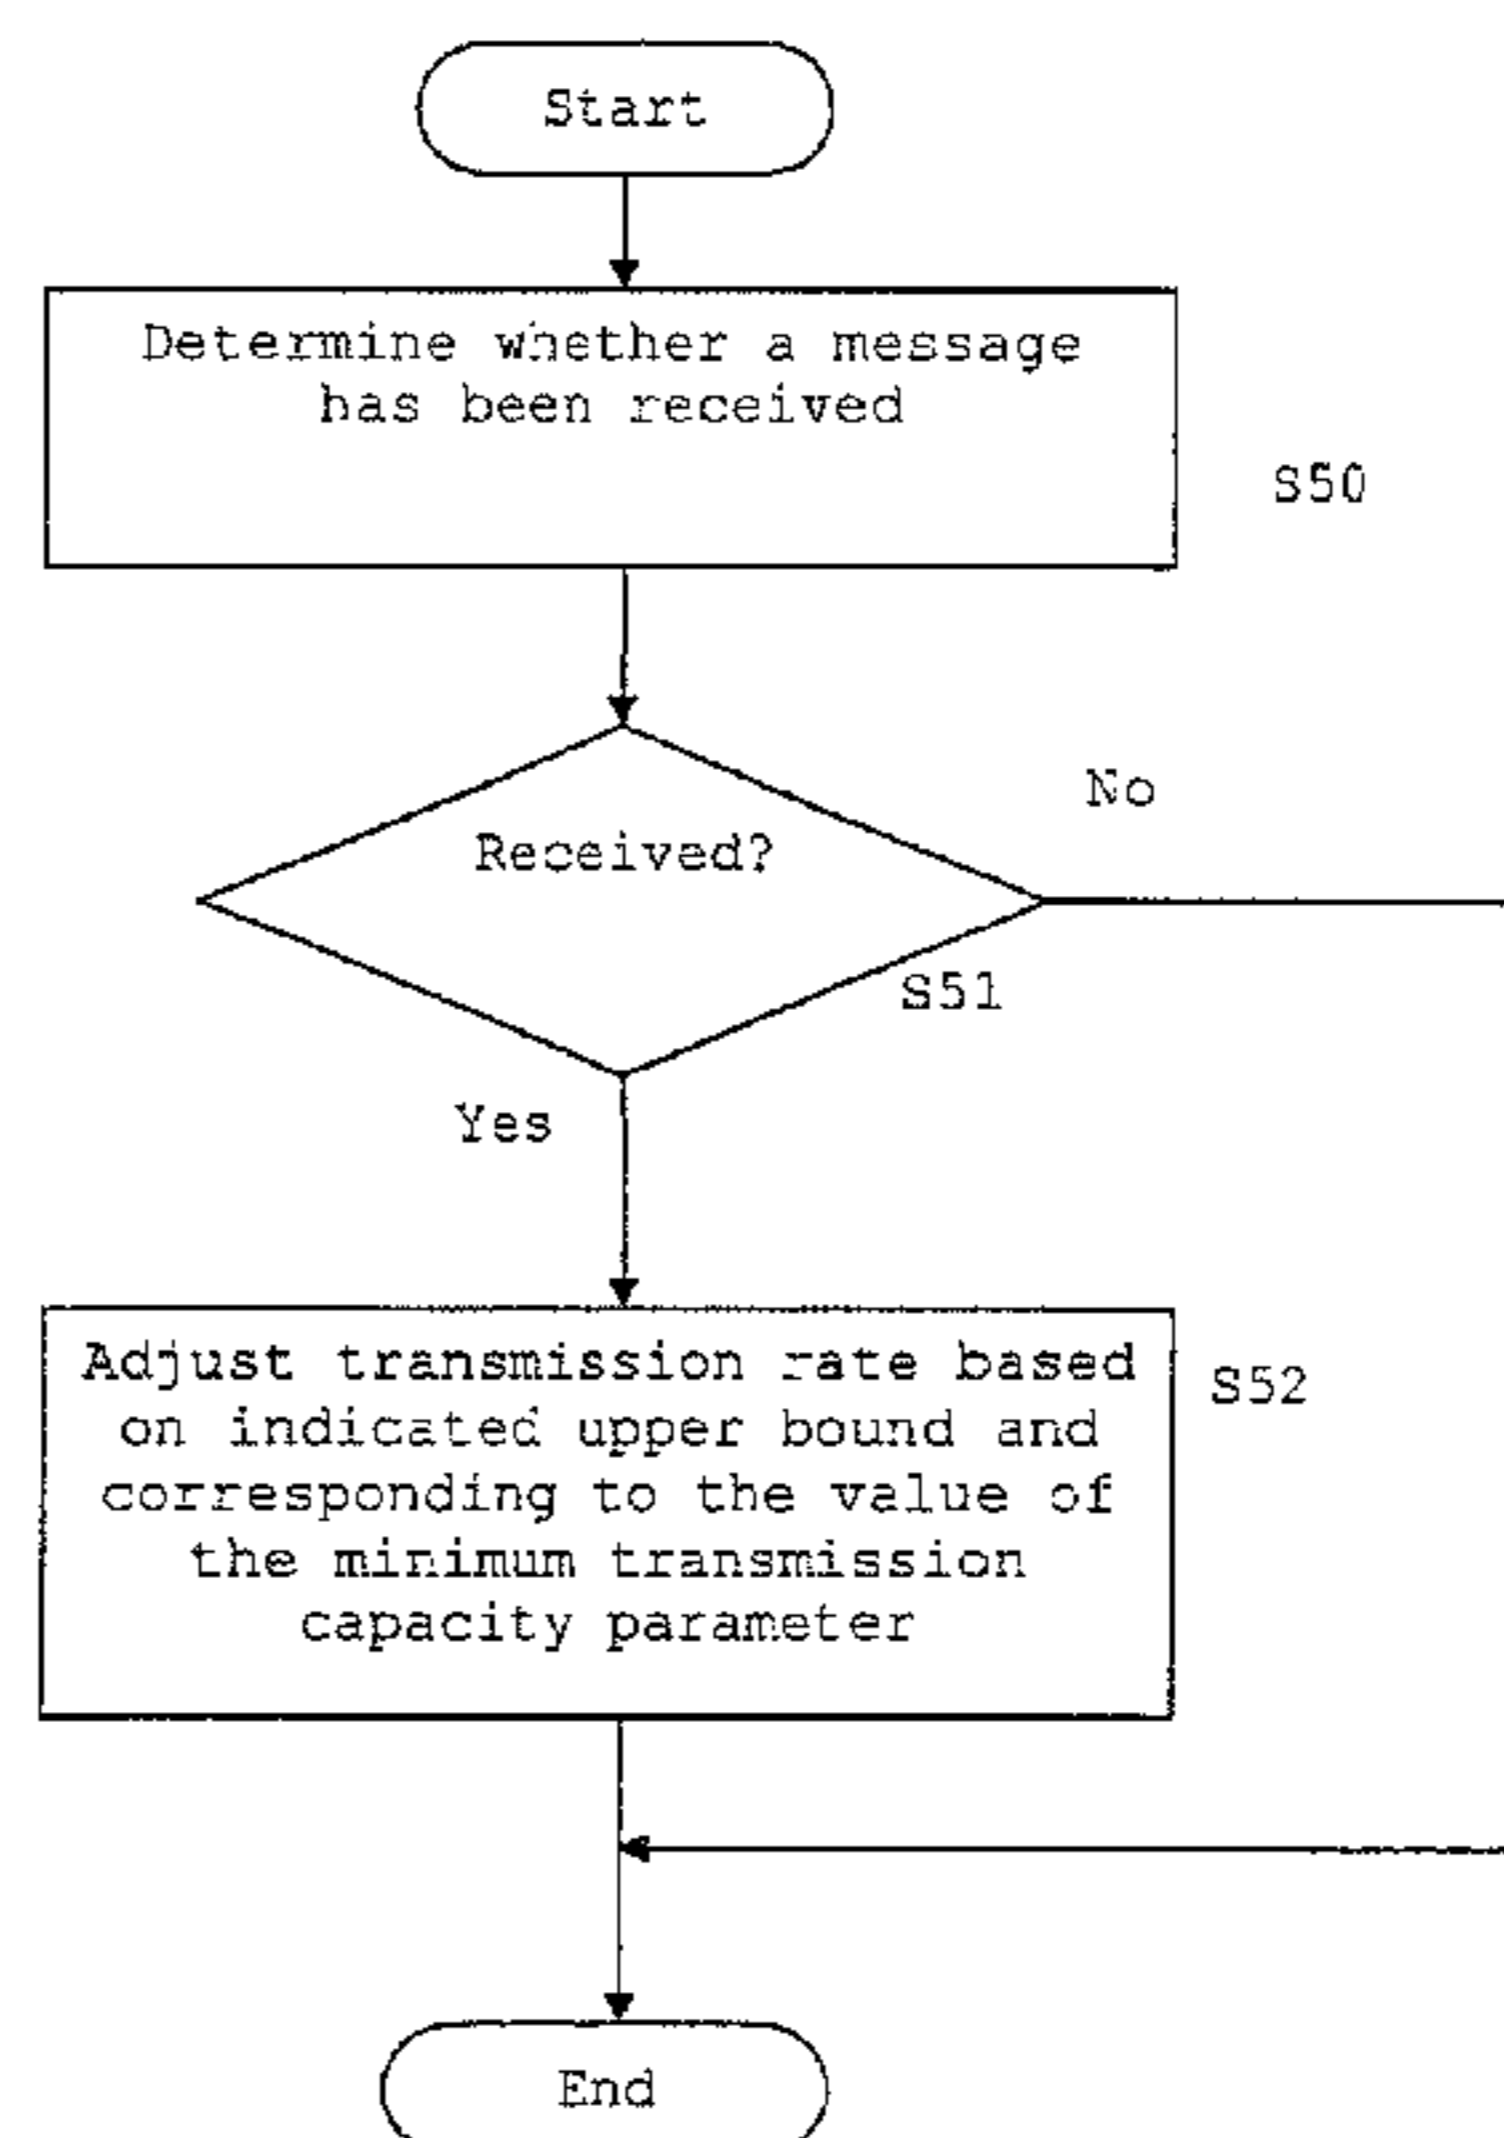 Start
Determine whether a message
has been received
S50
No
Received?
S51
Yes
Adjust transmission rate based
on indicated upper bound and
corresponding to the value of
the minimum transmission
capacity parameter
S52
End